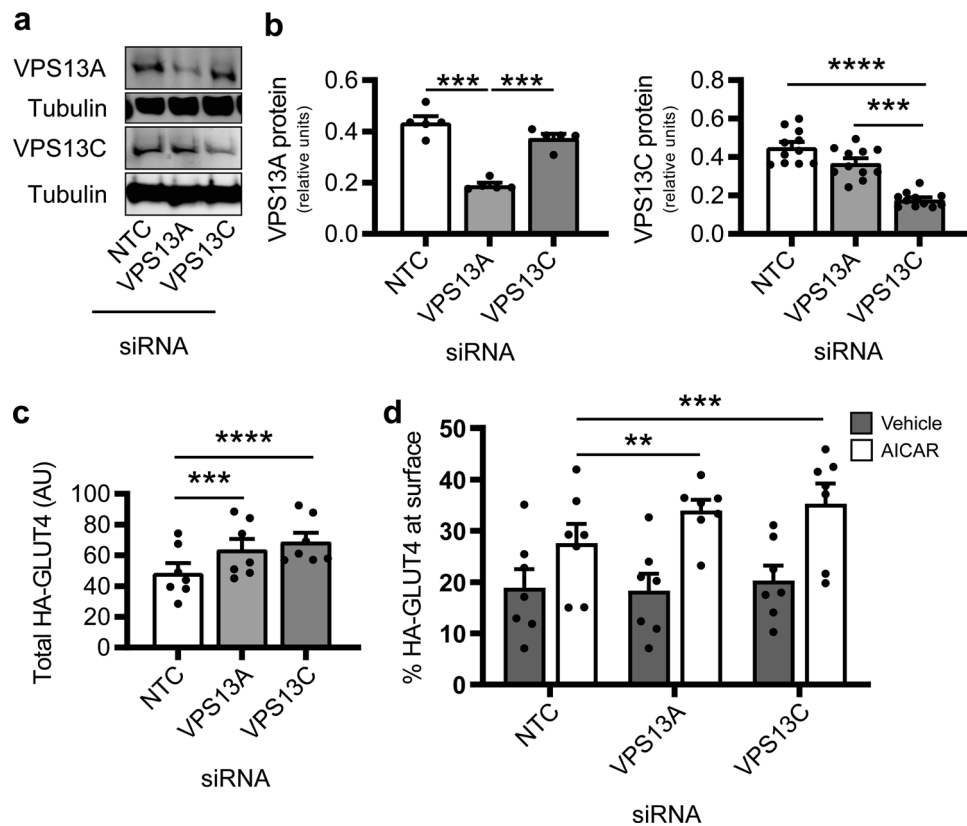 a
VPS13A
Tubulin
VPS13C
Tubulin
NTC
VPS13A
VPS13C
siRNA
b
VPS13A protein
(relative units)
0.6
0.4
0.2
0.0
*** ***
NTC
VPS13A
VPS13C
siRNA
VPS13C protein
(relative units)
0.8
0.6
0.4
0.2
0.0
****
***
NTC
VPS13A
VPS13C
siRNA
c
Total HA-GLUT4 (AU)
100
80
60
40
20
0
****
***
NTC
VPS13A
VPS13C
siRNA
d
% HA-GLUT4 at surface
50
40
30
20
10
0
***
**
Vehicle
AICAR
NTC
VPS13A
VPS13C
siRNA